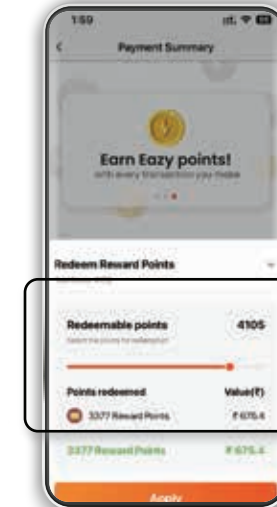 1:59
Payment Summary
Earn Eazy points!
with every transaction you make
Redeem Reward Points
Redeemable points 4105
Select the points for redemption
Points redeemed Value(₹)
3377 Reward Points ₹ 675.4
3377 Reward Points ₹ 675.4
Apply